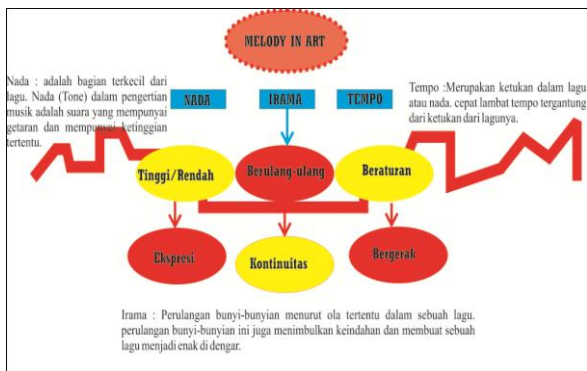 MELODY IN ART
Nada : adalah bagian terkecil dari
lagu. Nada (Tone) dalam pengertian
musik adalah suara yang mempunyai
getaran dan mempunyai ketinggian
tertentu.
NADA
IRAMA
TEMPO
Tempo :Merupakan ketukan dalam lagu
atau nada. cepat lambat tempo tergantung
dari ketukan dari lagunya.
Tinggi/Rendah
Berulang-ulang
Beraturan
Ekspresi
Kontinuitas
Bergerak
Irama : Perulangan bunyi-bunyian menurut ola tertentu dalam sebuah lagu.
perulangan bunyi-bunyian ini juga menimbulkan keindahan dan membuat sebuah
lagu menjadi enak di dengar.